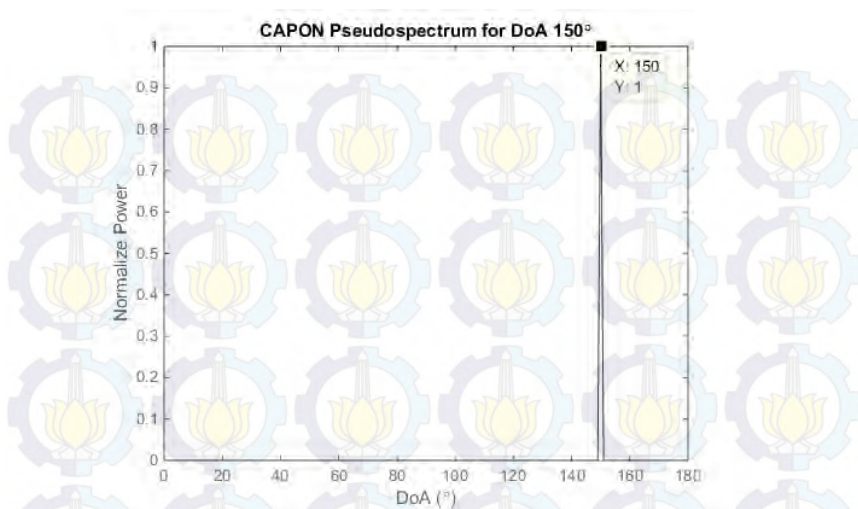 CAPON Pseudospectrum for DoA 150°
X: 150
Y: 1
Normalize Power
1
0.9
0.8
0.7
0.6
0.5
0.4
0.3
0.2
0.1
0
0 20 40 60 80 100 120 140 160 180
DoA (°)